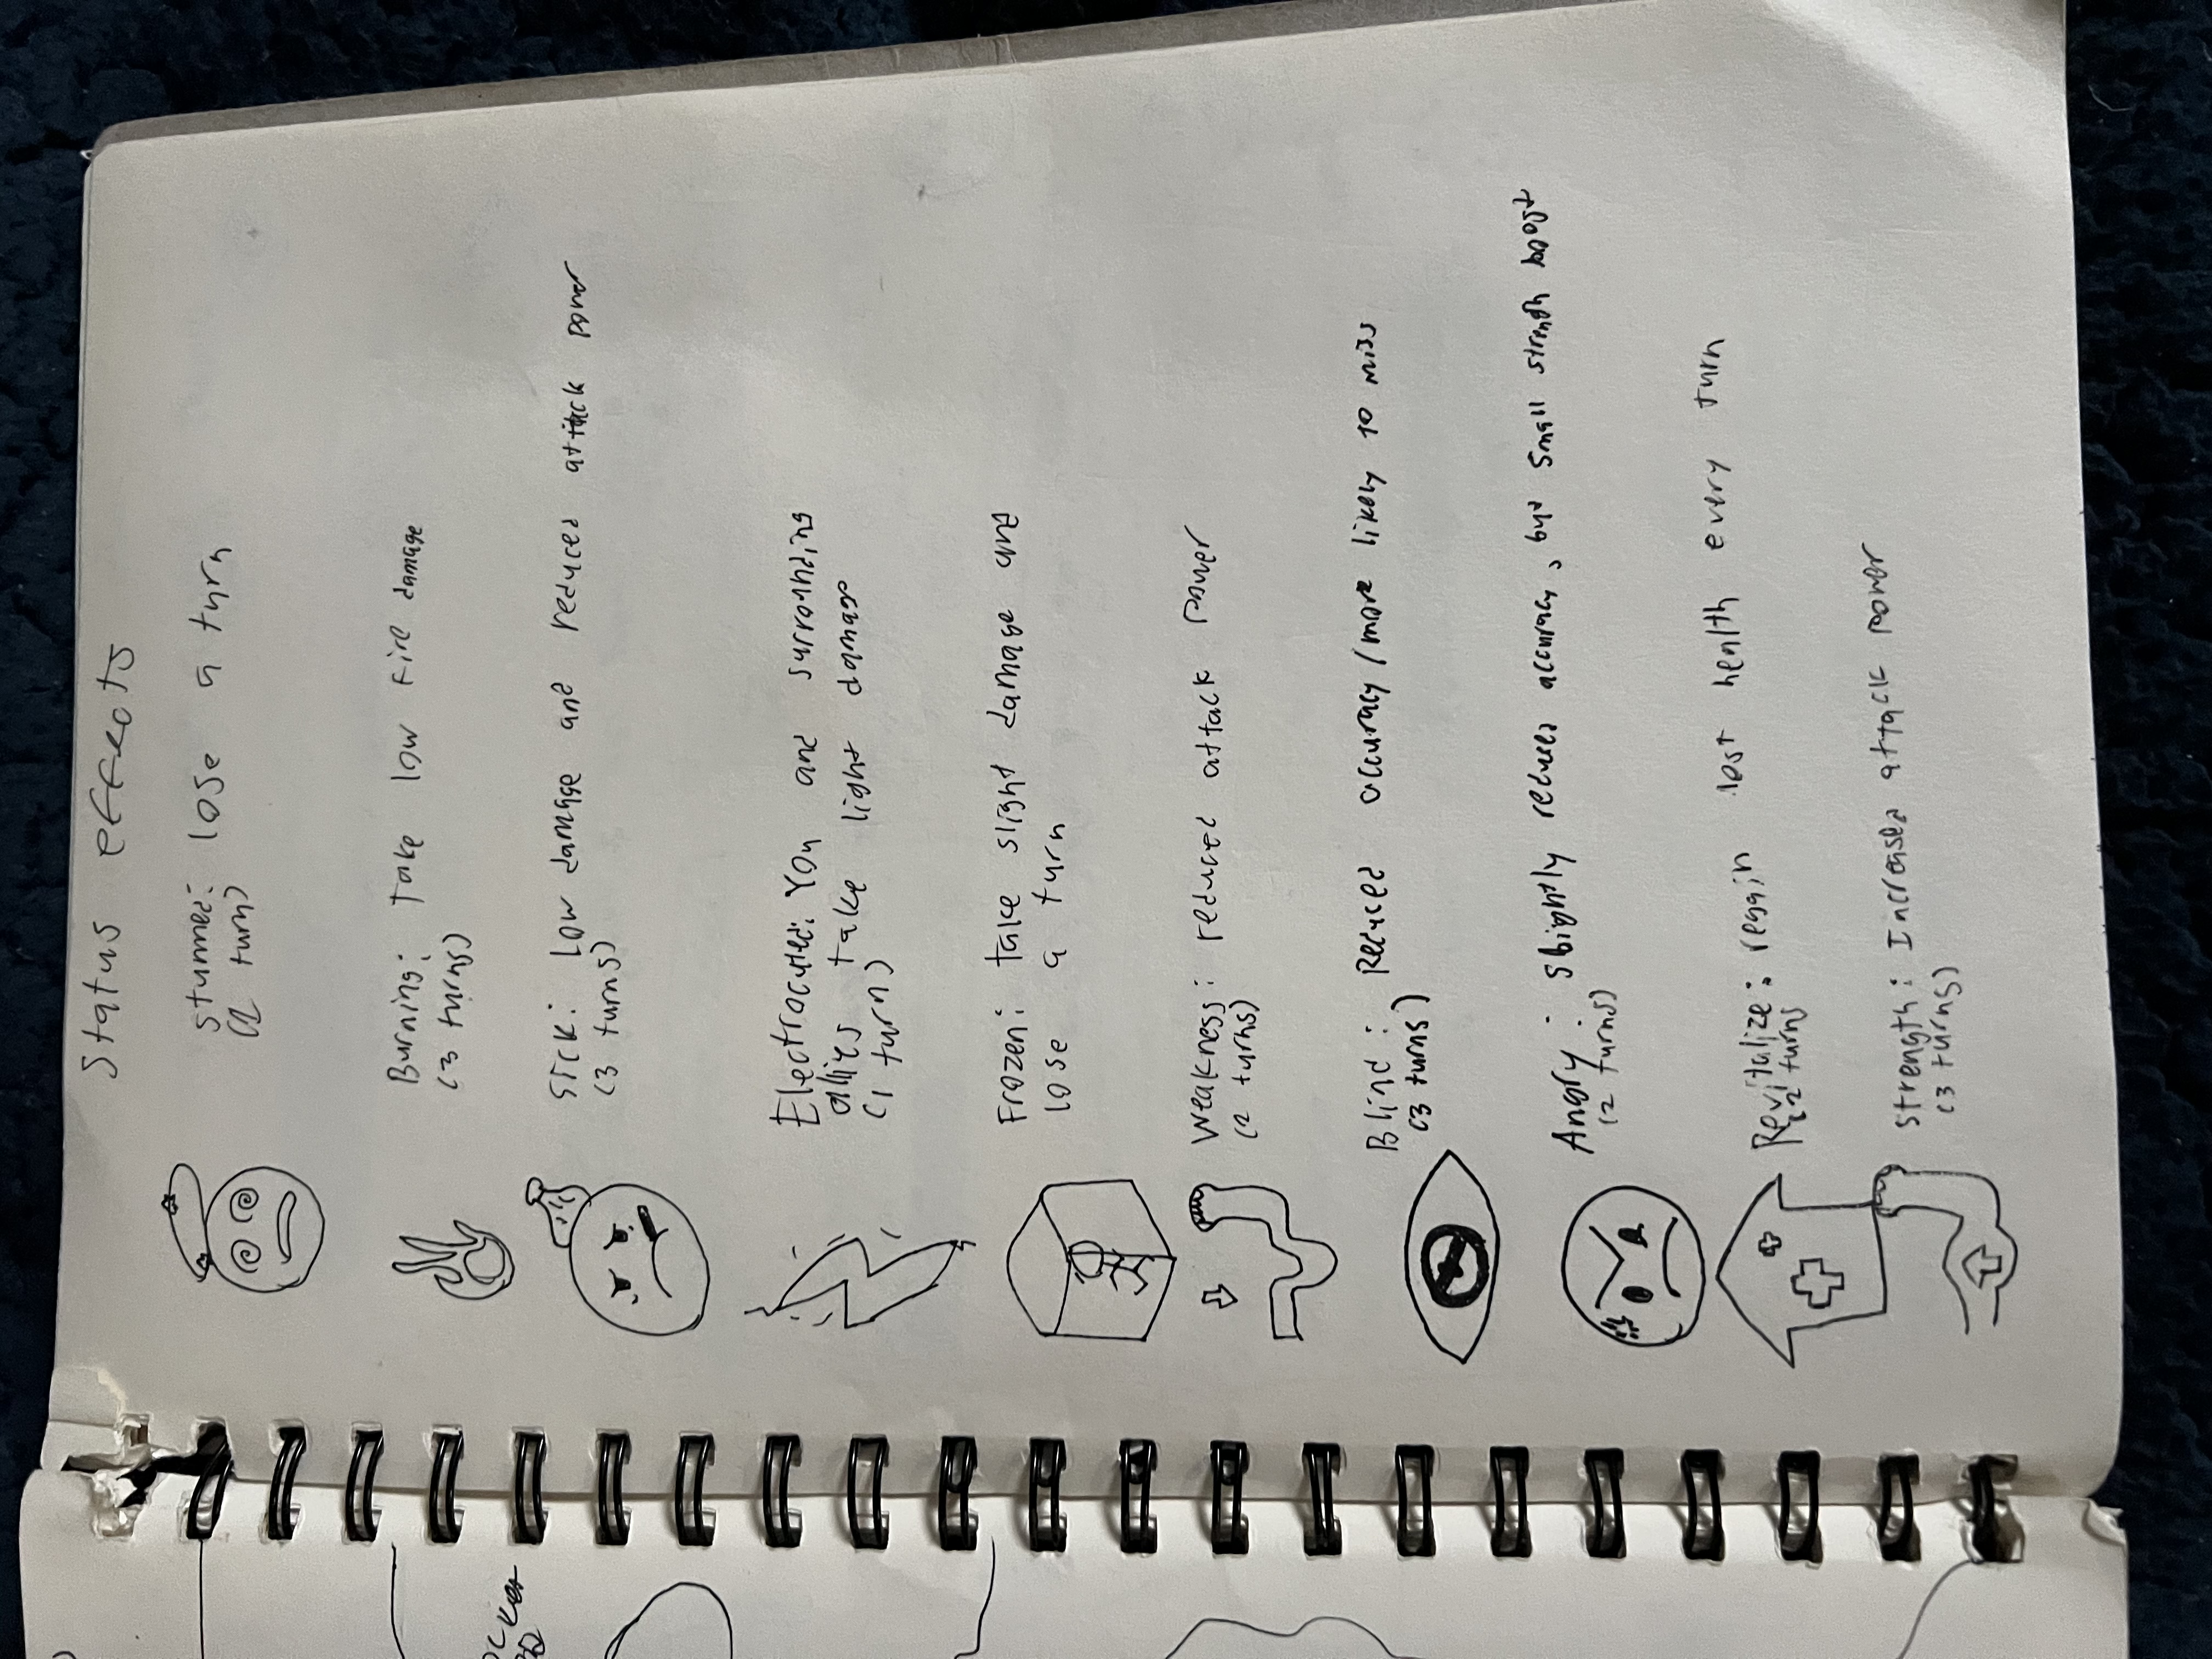 Status effects
Stunned: lose a turn
(1 turn)
Burning: Take low fire damage
(3 turns)
Sick: Low damage and reduced attack power
(3 turns)
Electrocuted: You and surrounding
allies take light damage
(1 turn)
Frozen: take slight damage and
lose a turn
Weakness: reduced attack power
(2 turns)
Blind: Reduced accuracy/more likely to miss
(3 turns)
Angry: Slightly reduced accuracy, but small strength boost
(2 turns)
Revitalize: regain lost health every turn
(2 turns
Strength: Increased attack power
(3 turns)